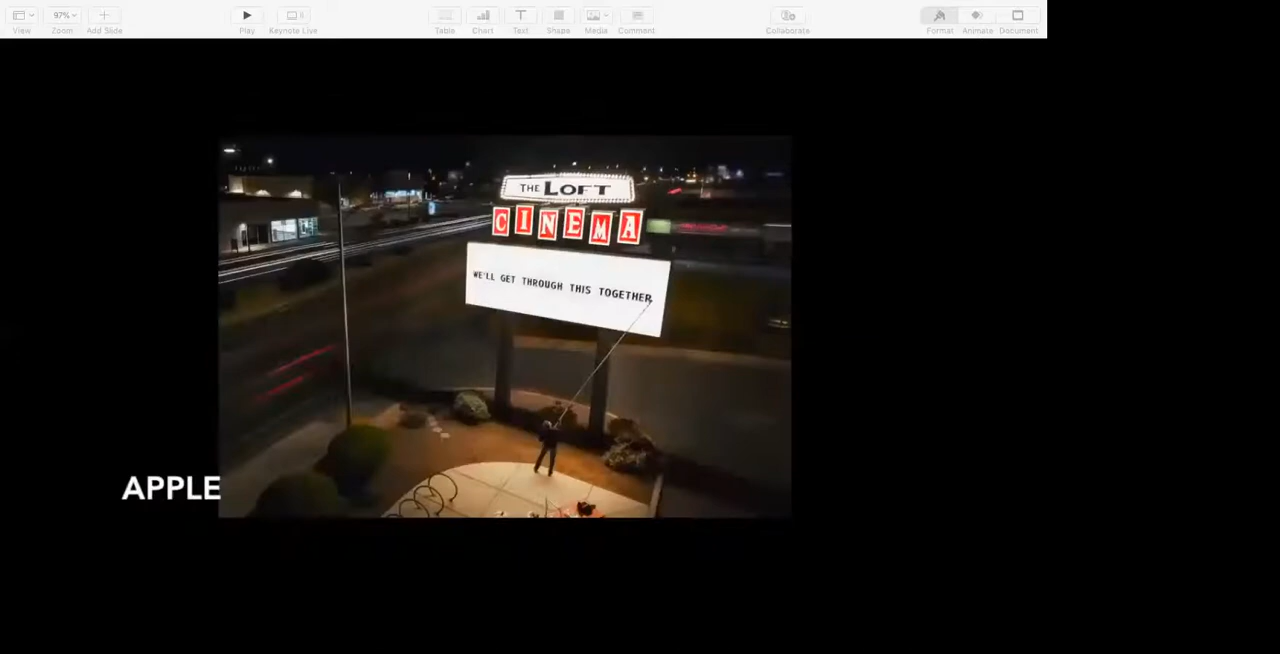 View
97%
Zoom
Add Slide
Play
Keynote Live
Table
Chart
Text
Shape
Media
Comment
Collaborate
Format
Animate
Document
THE LOFT
CINEMA
WE'LL GET THROUGH THIS TOGETHER
APPLE